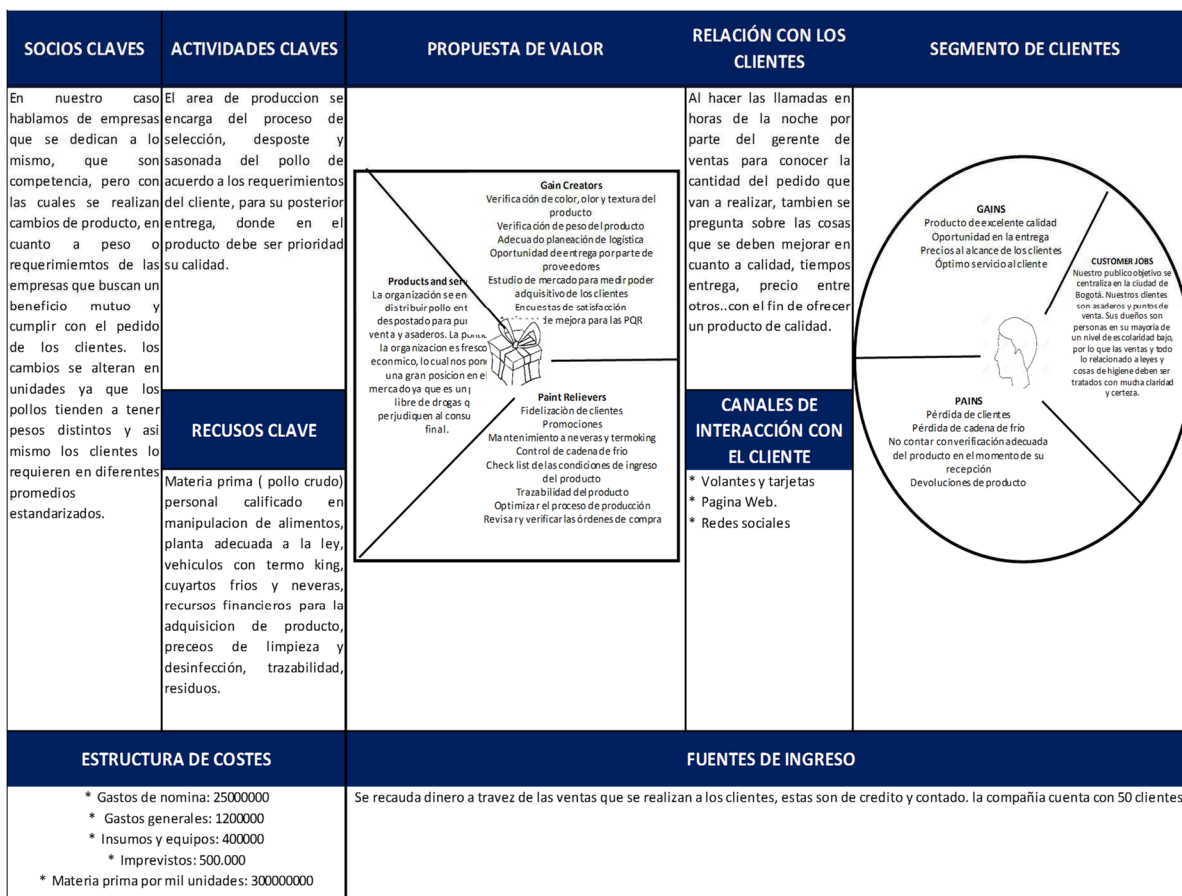 SOCIOS CLAVES
ACTIVIDADES CLAVES
PROPUESTA DE VALOR
RELACIÓN CON LOS
CLIENTES
SEGMENTO DE CLIENTES
En nuestro caso
hablamos de empresas
que se dedican a lo
mismo, que son
competencia, pero con
las cuales se realizan
cambios de producto, en
cuanto a peso o
requerimiemtos de las
empresas que buscan un
beneficio mutuo y
cumplir con el pedido
de los clientes. los
cambios se alteran en
unidades ya que los
pollos tienden a tener
pesos distintos y asi
mismo los clientes lo
requieren en diferentes
promedios
estandarizados.
El area de produccion se
encarga del proceso de
selección, desposte y
sasonada del pollo de
acuerdo a los requerimientos
del cliente, para su posterior
entrega, donde en el
producto debe ser prioridad
su calidad.
RECUSOS CLAVE
Materia prima ( pollo crudo)
personal calificado en
manipulacion de alimentos,
planta adecuada a la ley,
vehiculos con termo king,
cuyartos frios y neveras,
recursos financieros para la
adquisicion de producto,
preceos de limpieza y
desinfección, trazabilidad,
residuos.
Gain Creators
Verificación de color, olor y textura del
producto
Verificación de peso del producto
Adecuado planeación de logística
Oportunidad de entrega por parte de
proveedores
Estudio de mercado para medir poder
adquisitivo de los clientes
Encuestas de satisfacción
de mejora para las PQR
Products and serv
La organización se en
distribuir pollo ent
despostado para pun
venta y asaderos. La
la organizacion es fresco
econmico, lo cual nos pon
una gran posicion en el
mercado ya que es un
libre de drogas q
perjudiquen al consu
final.
Paint Relievers
Fidelización de clientes
Promociones
Mantenimiento a neveras y termoking
Control de cadena de frío
Check list de las condiciones de ingreso
del producto
Trazabilidad del producto
Optimizar el proceso de producción
Revisar y verificar las órdenes de compra
Al hacer las llamadas en
horas de la noche por
parte del gerente de
ventas para conocer la
cantidad del pedido que
van a realizar, tambien se
pregunta sobre las cosas
que se deben mejorar en
cuanto a calidad, tiempos
entrega, precio entre
otros..con el fin de ofrecer
un producto de calidad.
CANALES DE
INTERACCIÓN CON
EL CLIENTE
* Volantes y tarjetas
* Pagina Web.
* Redes sociales
GAINS
Producto de excelente calidad
Oportunidad en la entrega
Precios al alcance de los clientes
Óptimo servicio al cliente
CUSTOMER JOBS
Nuestro publico objetivo se
centraliza en la ciudad de
Bogotá. Nuestros clientes
son asaderos y puntos de
venta. Sus dueños son
personas en su mayoria de
un nivel de escolaridad bajo,
por lo que las ventas y todo
lo relacionado a leyes y
cosas de higiene deben ser
tratados con mucha claridad
y certeza.
PAINS
Pérdida de clientes
Pérdida de cadena de frío
No contar con verificación adecuada
del producto en el momento de su
recepción
Devoluciones de producto
ESTRUCTURA DE COSTES
* Gastos de nomina: 25000000
* Gastos generales: 1200000
* Insumos y equipos: 400000
* Imprevistos: 500.000
* Materia prima por mil unidades: 300000000
FUENTES DE INGRESO
Se recauda dinero a travez de las ventas que se realizan a los clientes, estas son de credito y contado. la compañia cuenta con 50 clientes